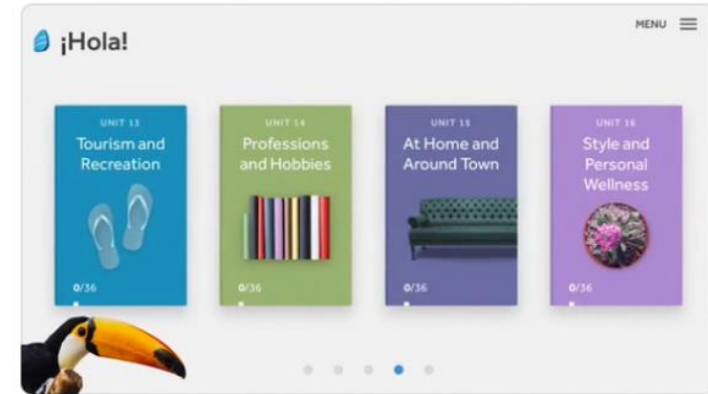 ¡Hola!
MENU
UNIT 13
Tourism and
Recreation
0/36
UNIT 14
Professions
and Hobbies
0/36
UNIT 15
At Home and
Around Town
0/36
UNIT 16
Style and
Personal
Wellness
0/36